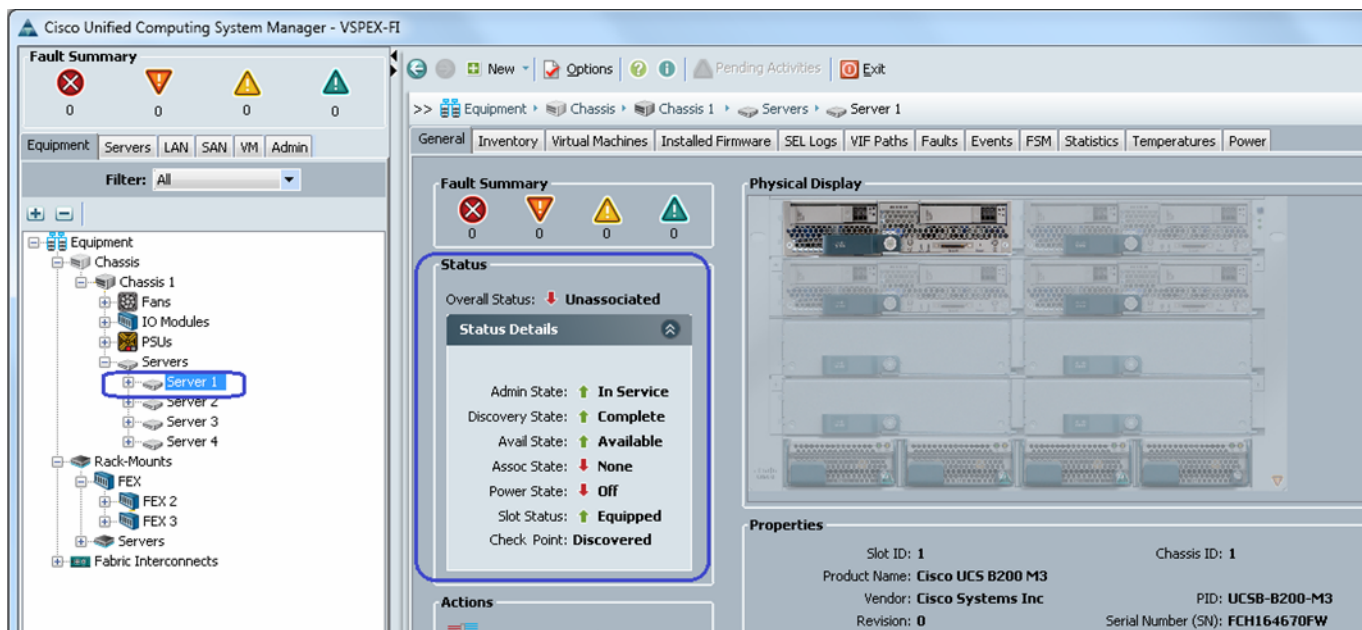 Cisco Unified Computing System Manager - VSPEX-FI
Fault Summary
0 0 0 0
Equipment Servers LAN SAN VM Admin
Filter: All
Equipment
Chassis
Chassis 1
Fans
IO Modules
PSUs
Servers
Server 1
Server 2
Server 3
Server 4
Rack-Mounts
FEX
FEX 2
FEX 3
Servers
Fabric Interconnects
New Options Pending Activities Exit
>> Equipment Chassis Chassis 1 Servers Server 1
General Inventory Virtual Machines Installed Firmware SEL Logs VIF Paths Faults Events FSM Statistics Temperatures Power
Fault Summary
0 0 0 0
Status
Overall Status: Unassociated
Status Details
Admin State: In Service
Discovery State: Complete
Avail State: Available
Assoc State: None
Power State: Off
Slot Status: Equipped
Check Point: Discovered
Actions
Physical Display
Properties
Slot ID: 1 Chassis ID: 1
Product Name: Cisco UCS B200 M3
Vendor: Cisco Systems Inc PID: UCSB-B200-M3
Revision: 0 Serial Number (SN): FCH164670FW